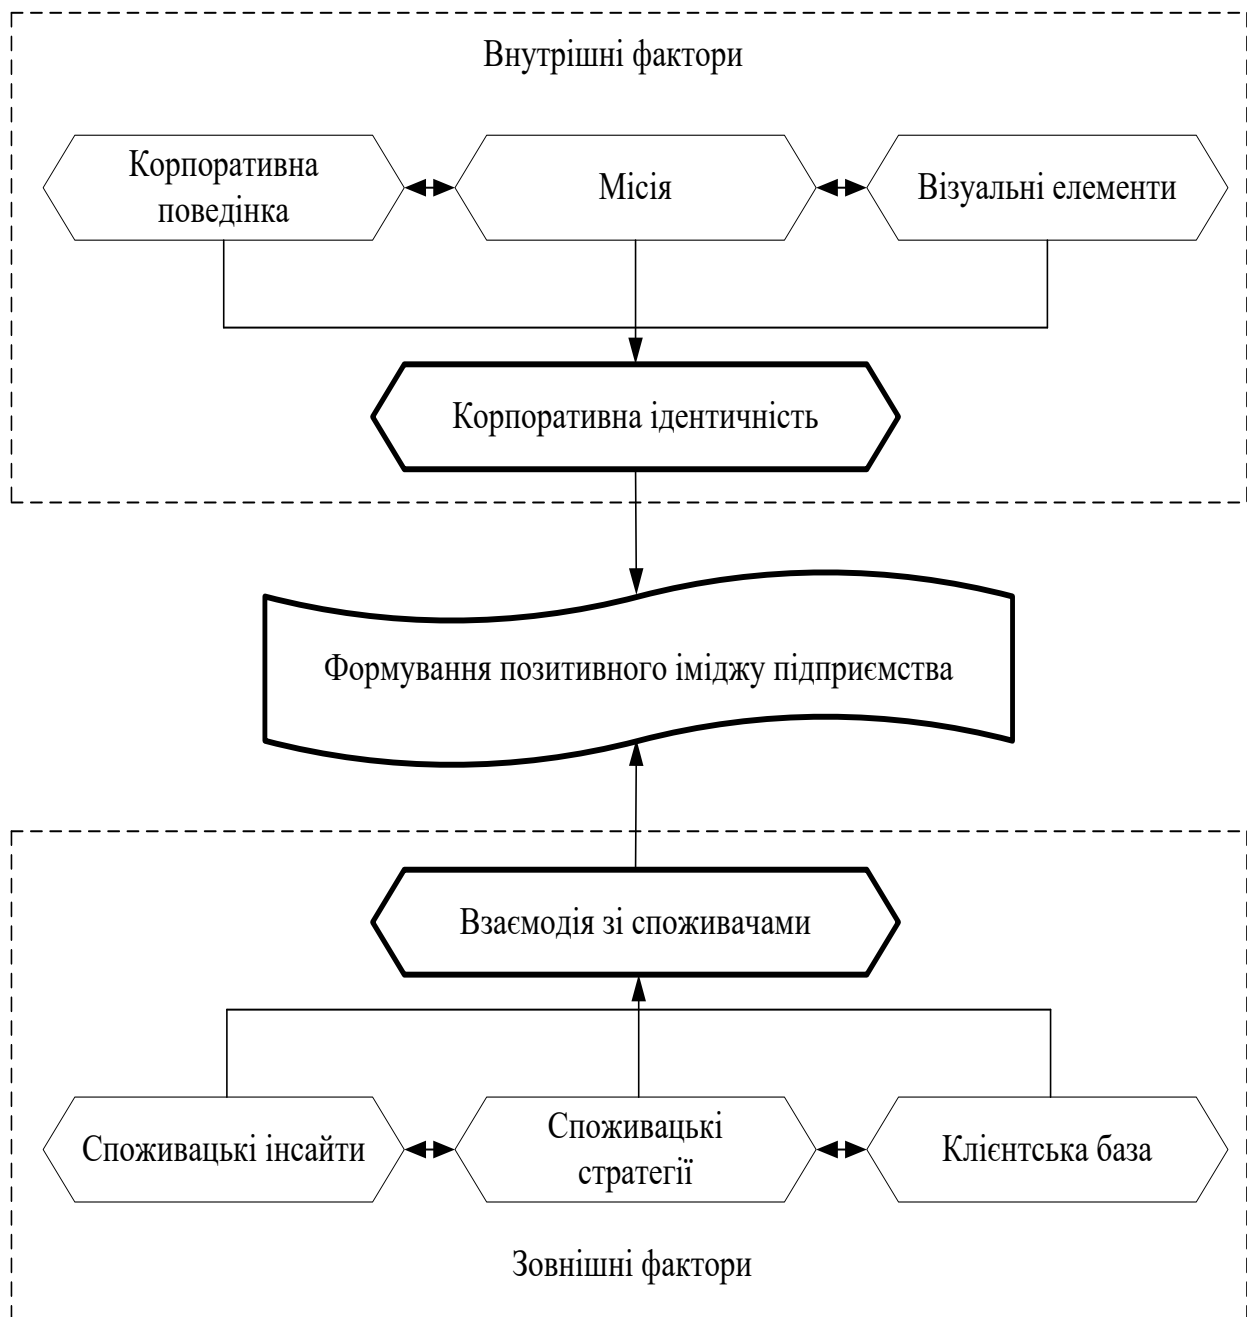 Внутрішні фактори
Корпоративна
поведінка
Місія
Візуальні елементи
Корпоративна ідентичність
Формування позитивного іміджу підприємства
Взаємодія зі споживачами
Споживацькі інсайти
Споживацькі
стратегії
Клієнтська база
Зовнішні фактори